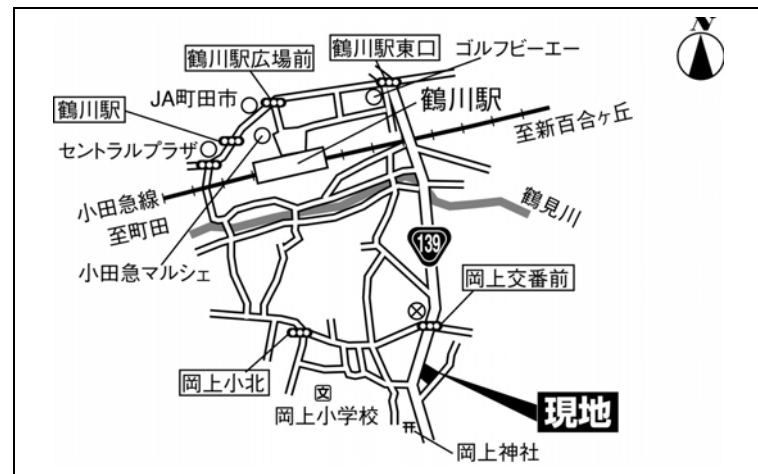 N
鶴川駅広場前
鶴川駅東口
ゴルフビーエー
JA町田市
鶴川駅
鶴川駅
セントラルプラザ
至新百合ヶ丘
小田急線
至町田
鶴見川
小田急マルシェ
139
岡上交番前
岡上小北
文
岡上小学校
現地
岡上神社